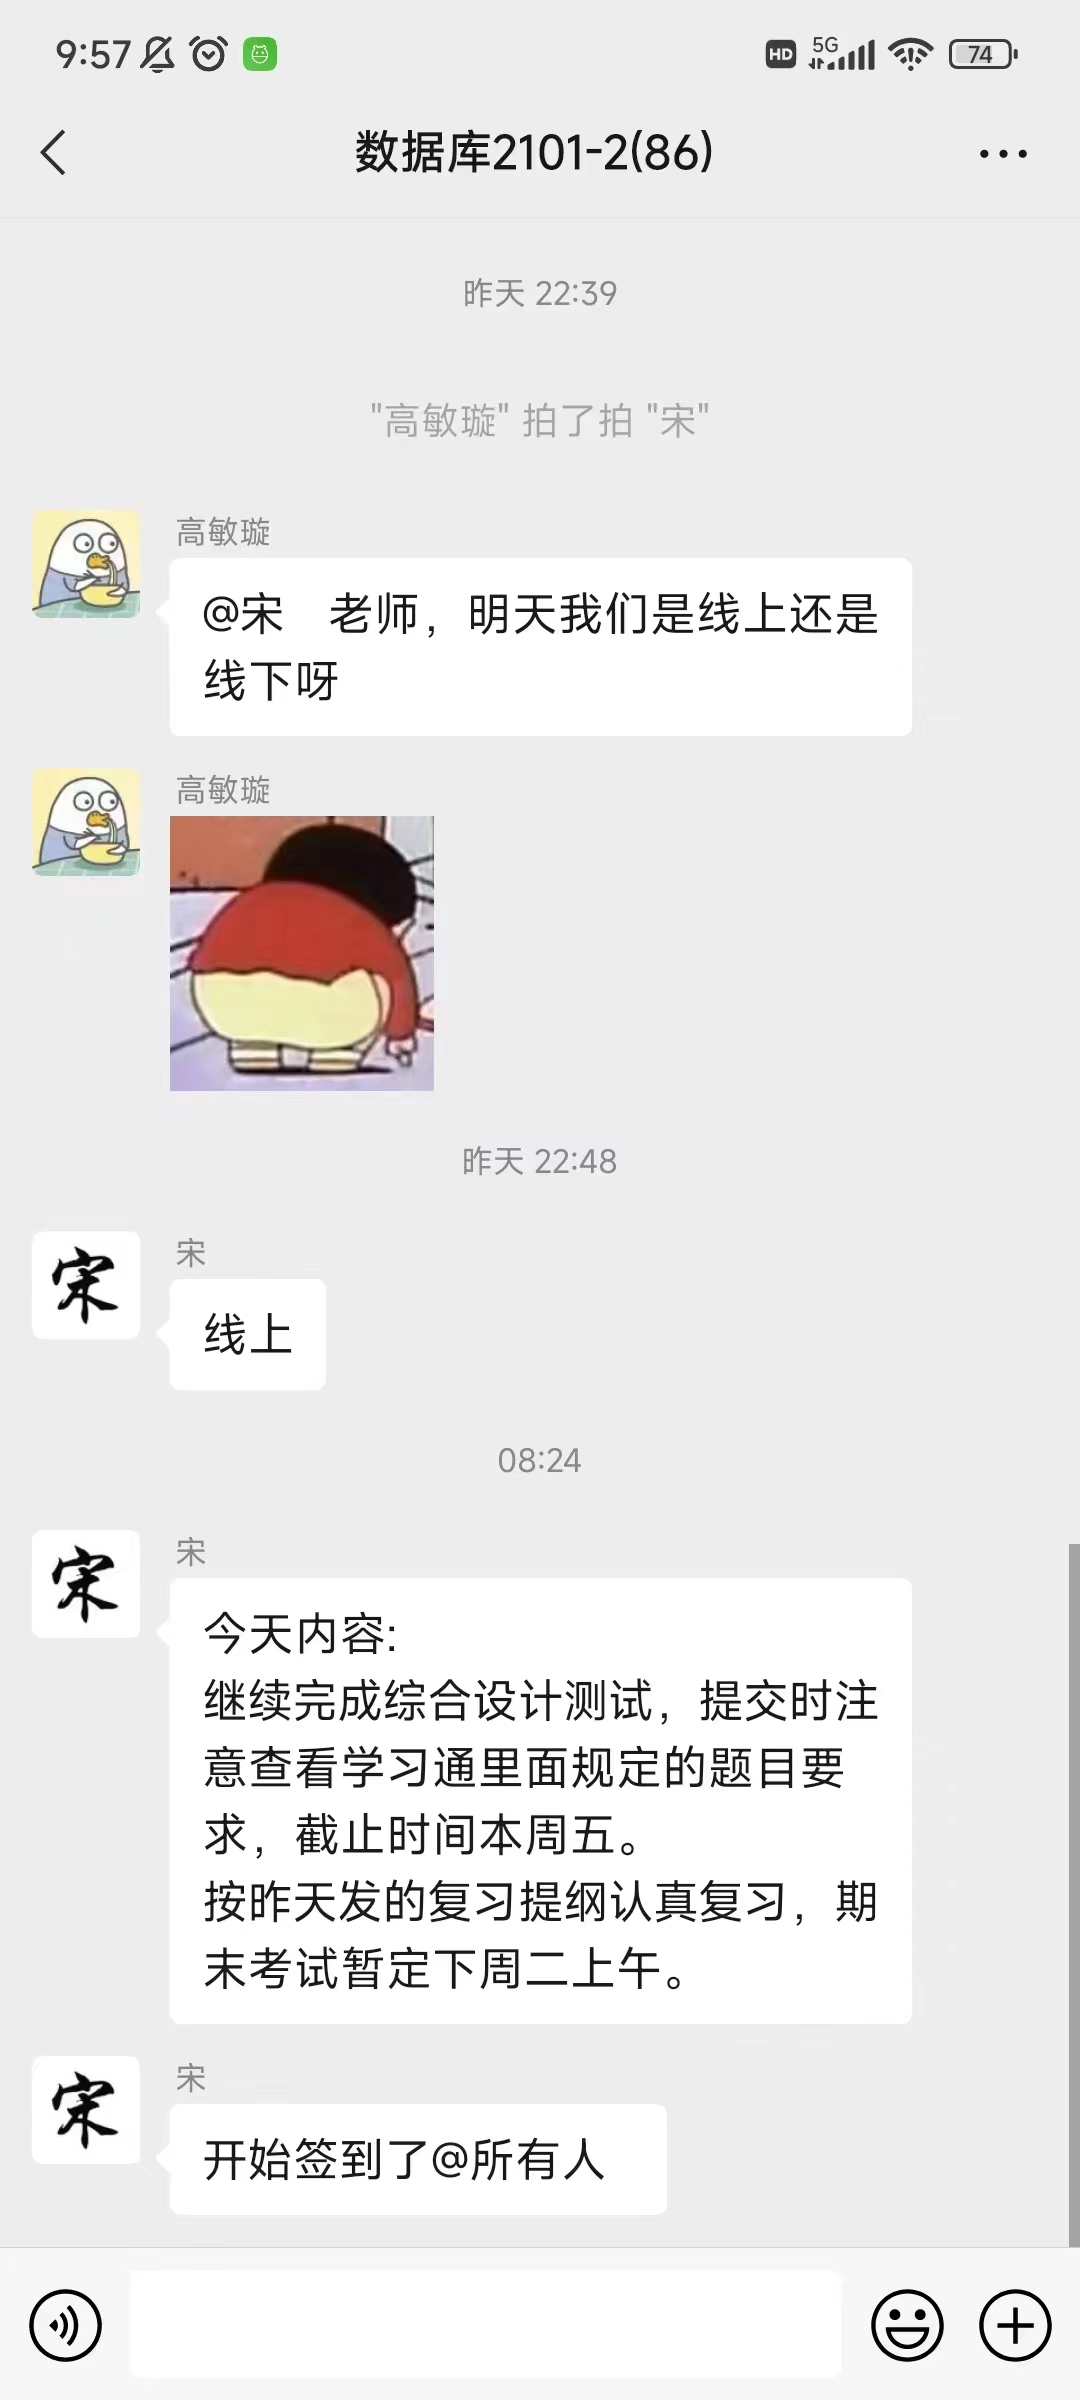 9:57
HD 5G 74
数据库2101-2(86)
昨天 22:39
"高敏璇" 拍了拍 "宋"
高敏璇
@宋 老师，明天我们是线上还是
线下呀
高敏璇
昨天 22:48
宋
宋
线上
08:24
宋
宋
今天内容:
继续完成综合设计测试，提交时注
意查看学习通里面规定的题目要
求，截止时间本周五。
按昨天发的复习提纲认真复习，期
末考试暂定下周二上午。
宋
宋
开始签到了@所有人